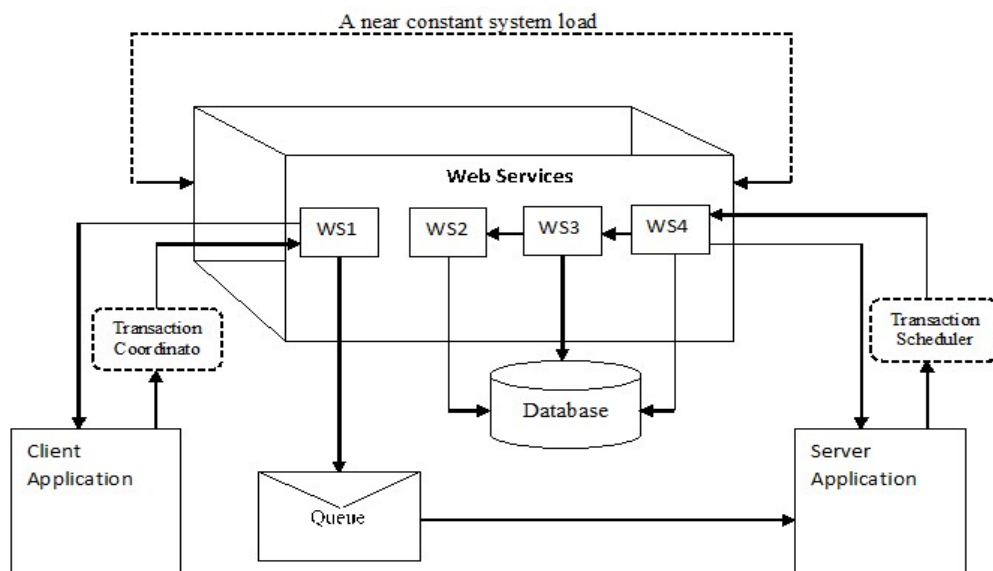 A near constant system load
Web Services
WS1
WS2
WS3
WS4
Transaction
Coordinato
Transaction
Scheduler
Database
Client
Application
Queue
Server
Application